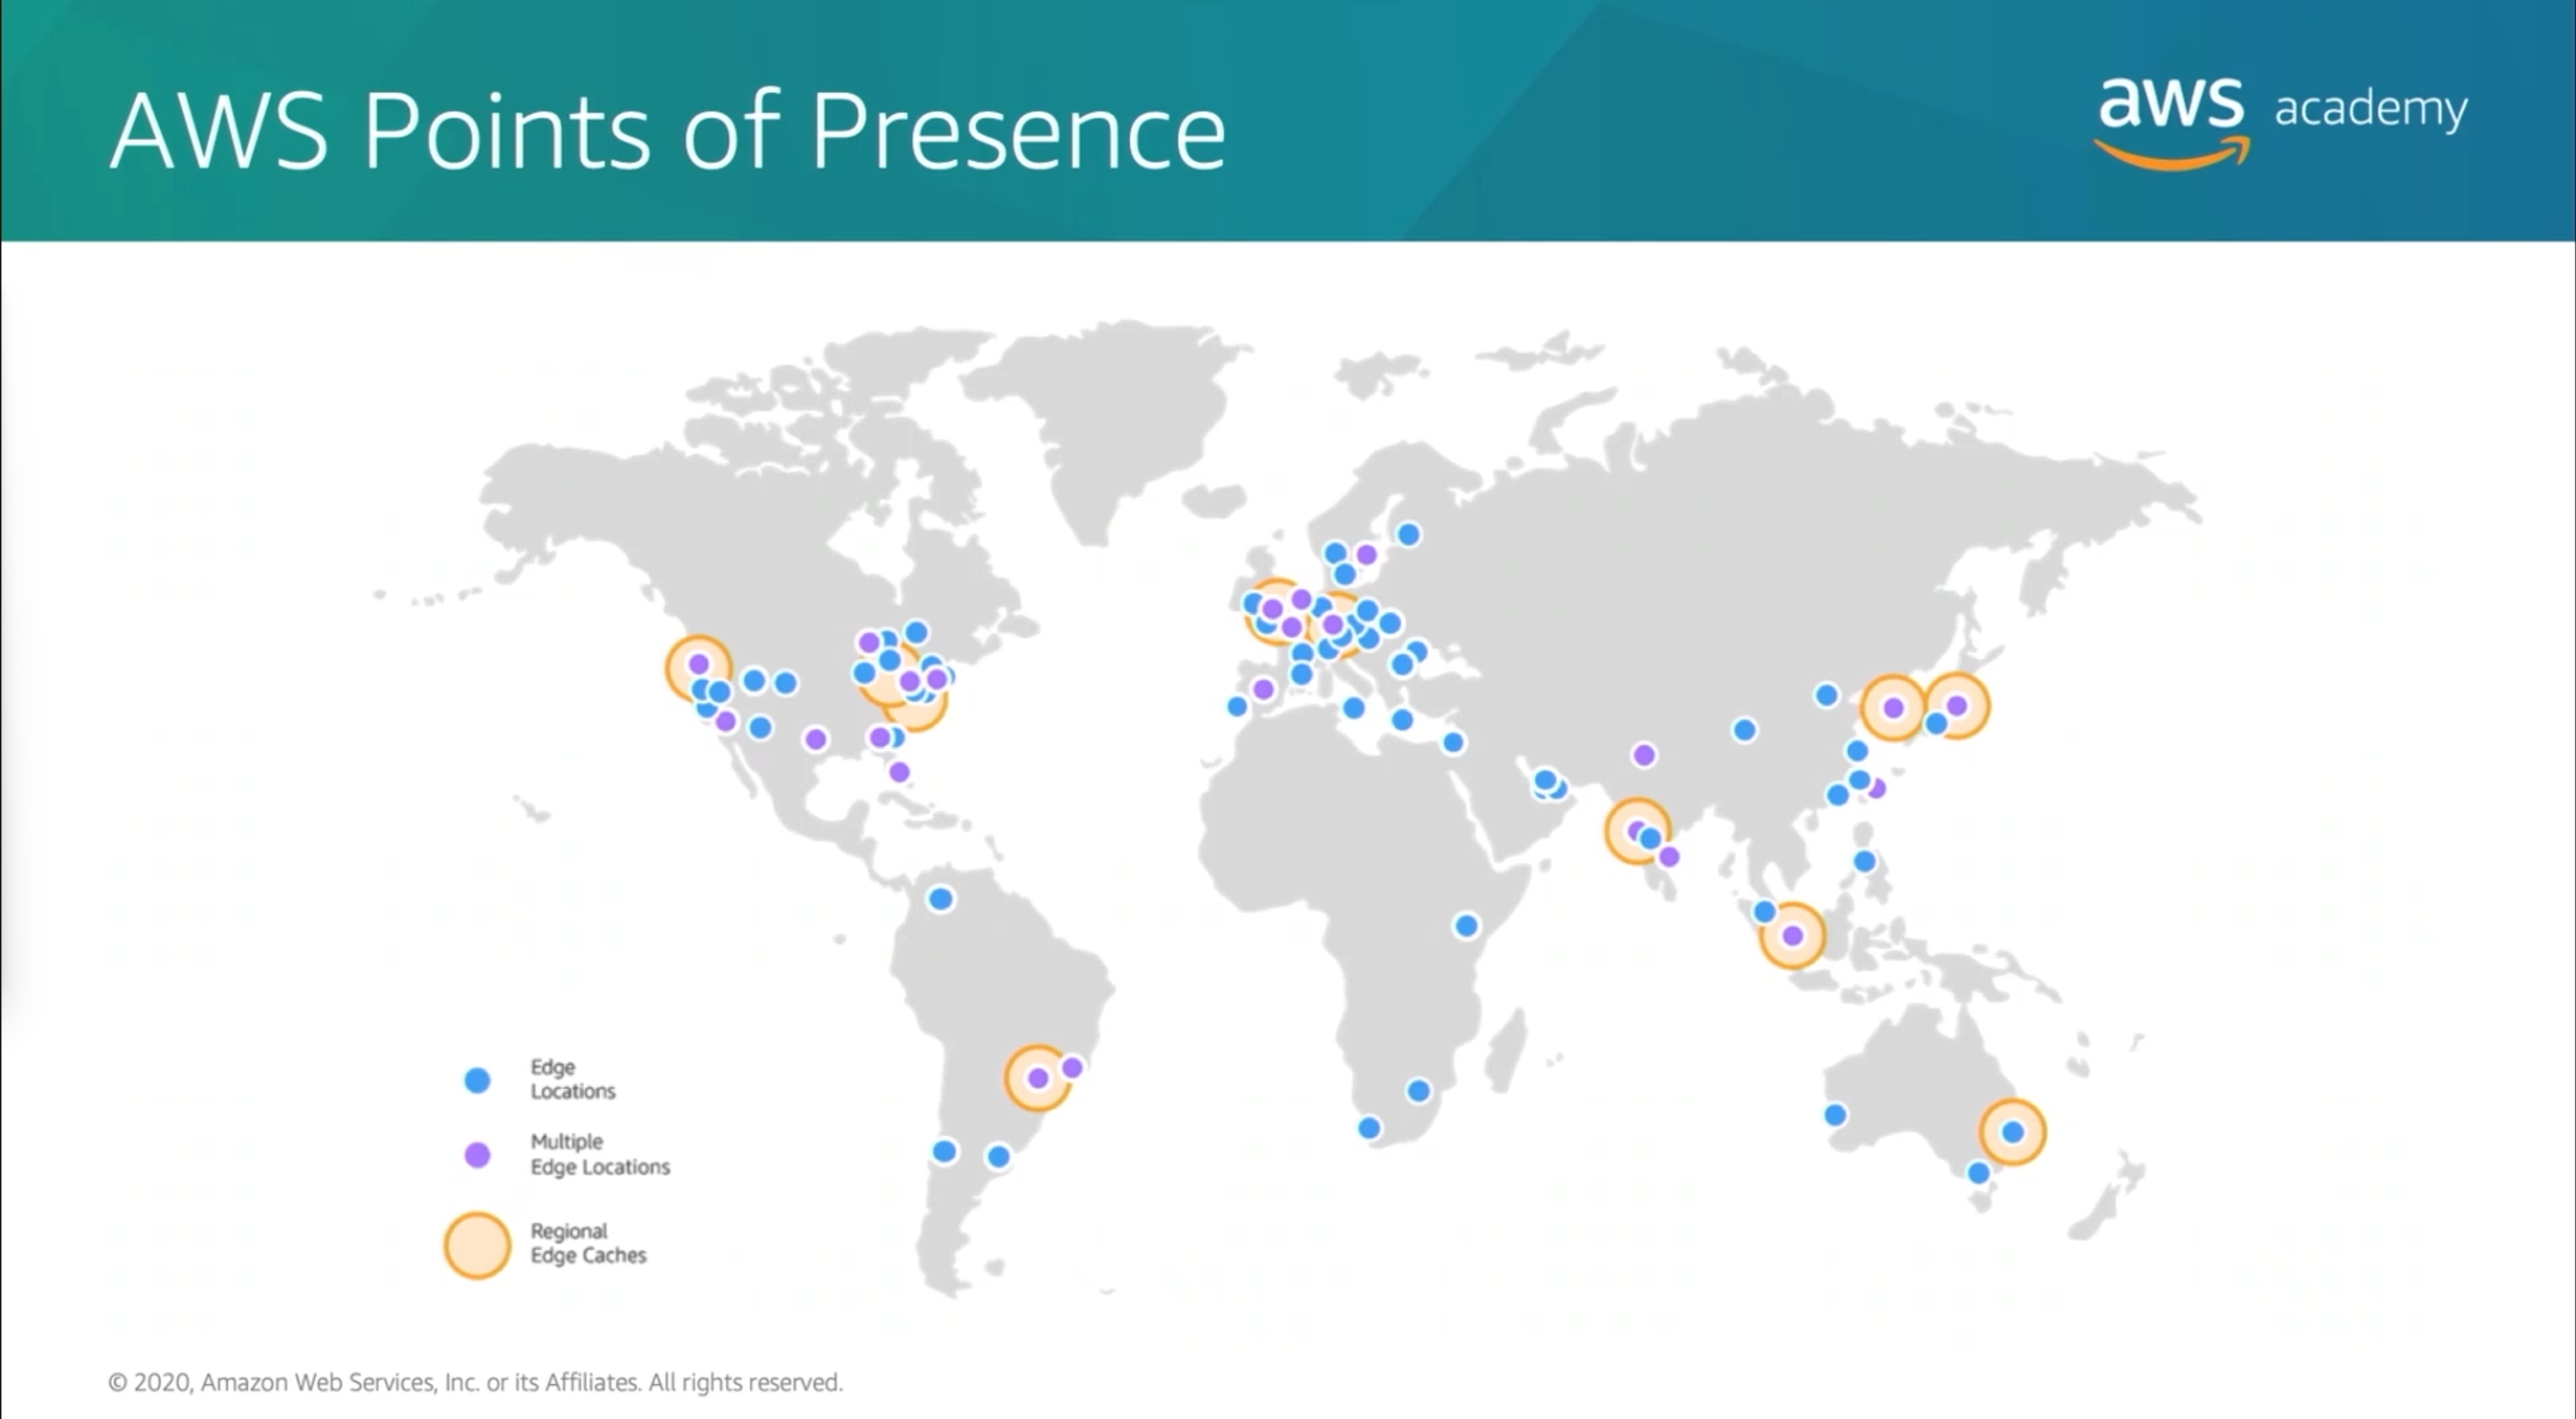 AWS Points of Presence
aws academy
Edge
Locations
Multiple
Edge Locations
Regional
Edge Caches
© 2020, Amazon Web Services, Inc. or its Affiliates. All rights reserved.